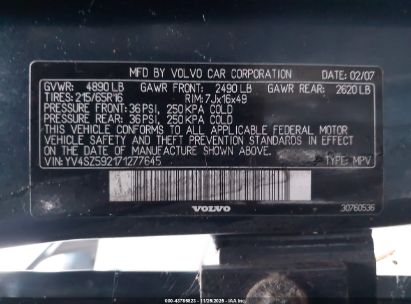 MFD BY VOLVO CAR CORPORATION DATE 02/07
GVWR: 4890 LB GAWR FRONT 2490 LB GAWR REAR: 2620 LB
TIRES: 215/65R16 RIM: 7Jx16x49
PRESSURE FRONT: 36 PSI, 250 KPA COLD
PRESSURE REAR: 36 PSI, 250 KPA COLD
THIS VEHICLE CONFORMS TO ALL APPLICABLE FEDERAL MOTOR
VEHICLE SAFETY AND THEFT PREVENTION STANDARDS IN EFFECT
ON THE DATE OF MANUFACTURE SHOWN ABOVE
VIN: YV4SZ592171277645 TYPE: MPV
VOLVO 30760536